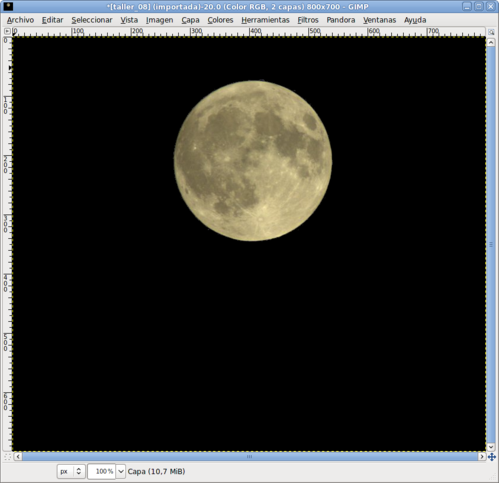 *[taller_08] (importada)-20.0 (Color RGB, 2 capas) 800x700 – GIMP
Archivo Editar Seleccionar Vista Imagen Capa Colores Herramientas Filtros Pandora Ventanas Ayuda
0 100 200 300 400 500 600 700
0
100
200
300
400
500
600
px 100% Capa (10,7 MiB)